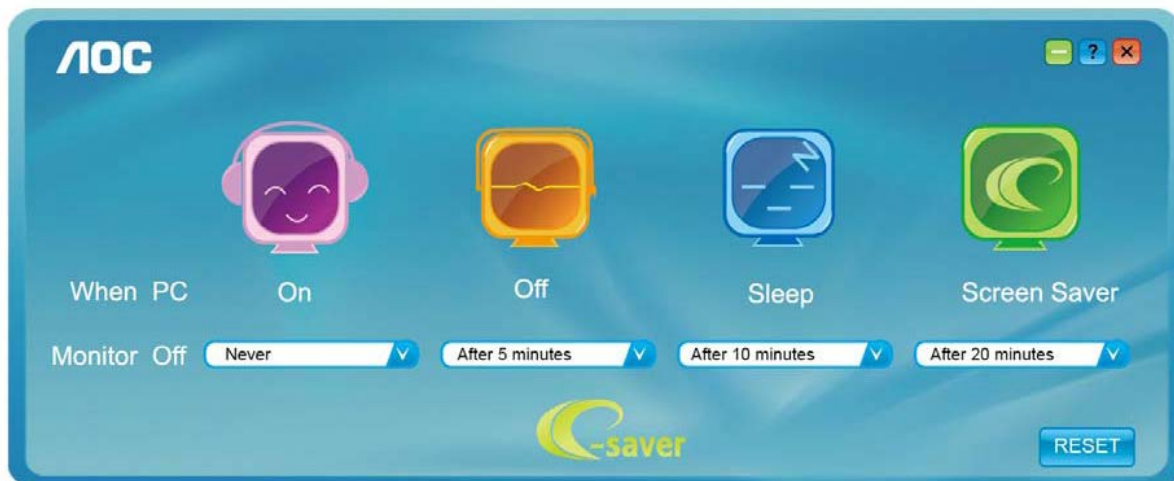 AOC
?
When PC On Off Sleep Screen Saver
Monitor Off Never After 5 minutes After 10 minutes After 20 minutes
e-saver
RESET